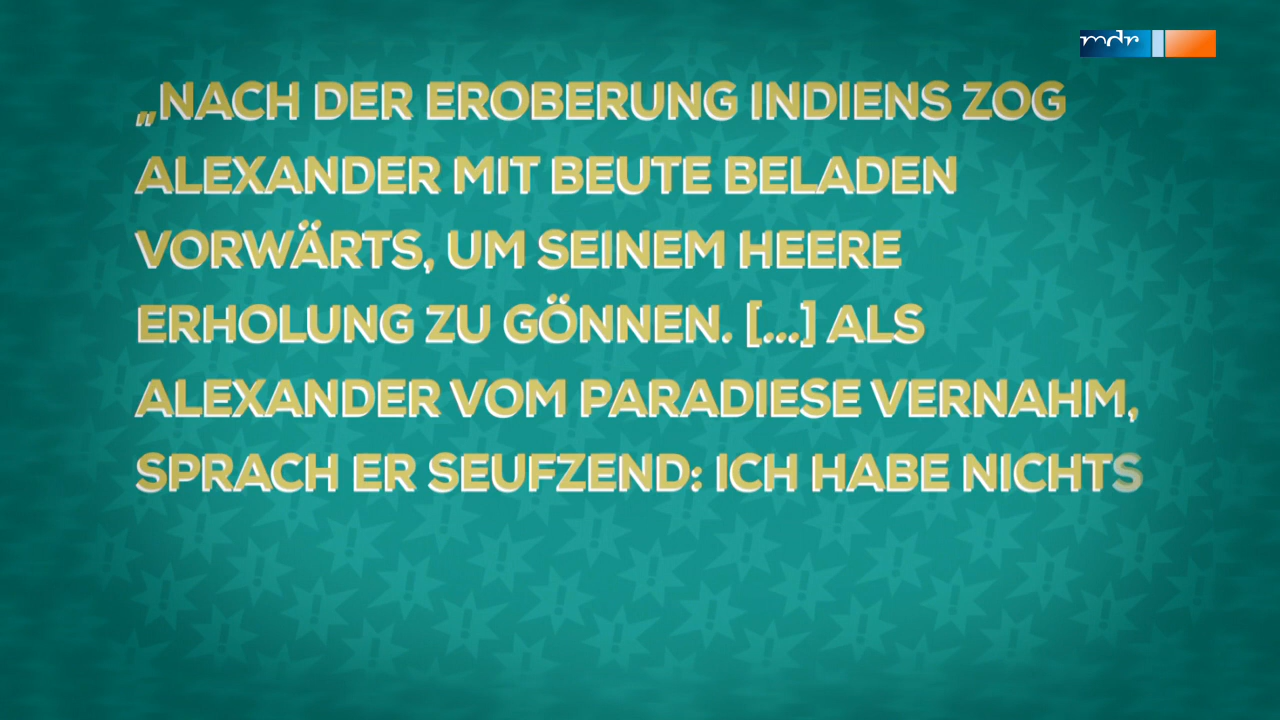 mdr
„NACH DER EROBERUNG INDIENS ZOG
ALEXANDER MIT BEUTE BELADEN
VORWÄRTS, UM SEINEM HEERE
ERHOLUNG ZU GÖNNEN. [...] ALS
ALEXANDER VOM PARADIESE VERNAHM,
SPRACH ER SEUFZEND: ICH HABE NICHTS